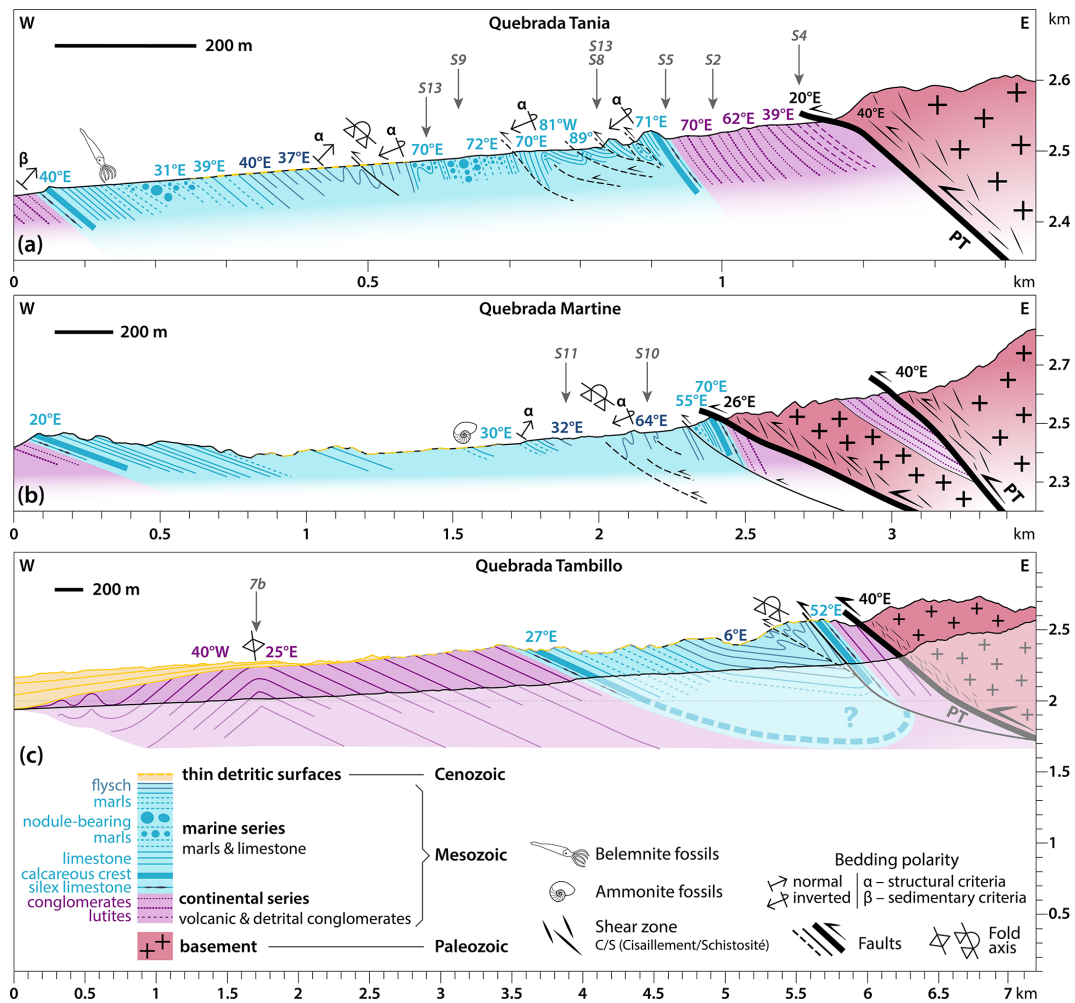 W Quebrada Tania E km
200 m
S9 S13 S8 S5 S2 S4
S13
2.6
β 40°E 31°E 39°E 40°E 37°E α α 70°E 72°E α 81°W 70°E 89° α 71°E 70°E 62°E 39°E 20°E 40°E
2.5
2.4
PT
(a)
0 0.5 1 km
W Quebrada Martine E
200 m
S11 S10
2.7
20°E 30°E α 32°E α 64°E 55°E 70°E 26°E 40°E
2.5
2.3
PT
(b)
0 0.5 1 1.5 2 2.5 3 km
W Quebrada Tambillo E
200 m
7b
40°W 25°E 27°E 6°E 52°E 40°E
2.5
2
?
PT
(c)
1.5
1
0.5
thin detritic surfaces Cenozoic
flysch
marls
nodule-bearing
marls
marine series
marls & limestone
Mesozoic
limestone
calcareous crest
silex limestone
conglomerates
lutites
continental series
volcanic & detrital conglomerates
basement Paleozoic
Belemnite fossils
Ammonite fossils
Shear zone
C/S (Cisaillement/Schistosité)
Bedding polarity
normal α – structural criteria
inverted β – sedimentary criteria
Faults
Fold
axis
0 0.5 1 1.5 2 2.5 3 3.5 4 4.5 5 5.5 6 6.5 7 km